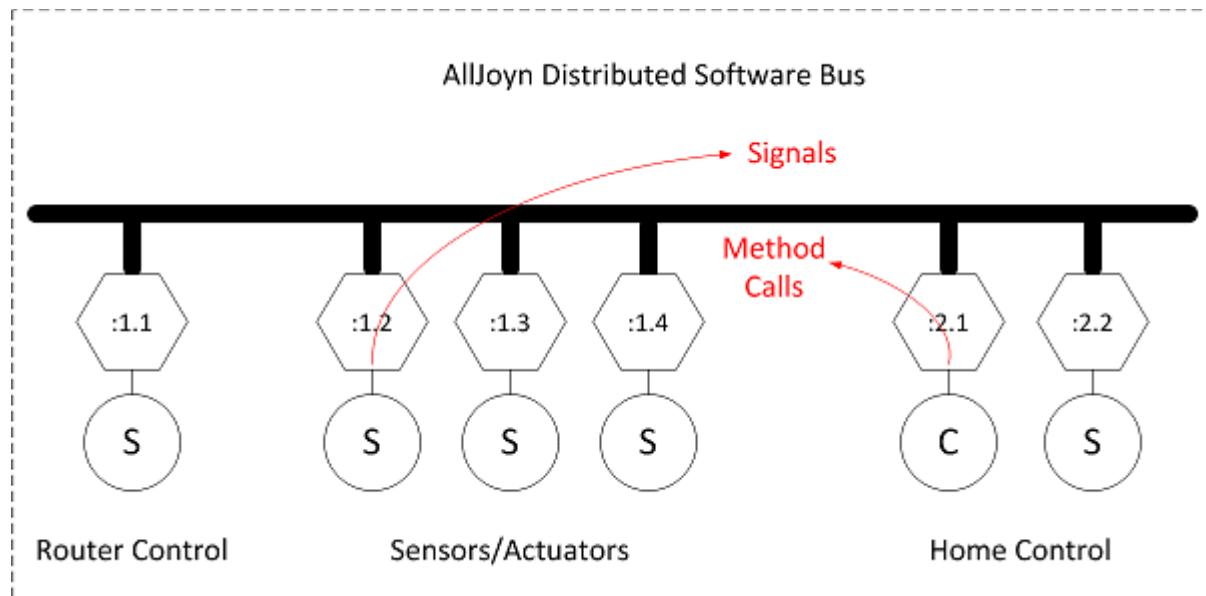 AllJoyn Distributed Software Bus
Signals
Method
Calls
:1.1
:1.2
:1.3
:1.4
:2.1
:2.2
S
S
S
S
C
S
Router Control
Sensors/Actuators
Home Control